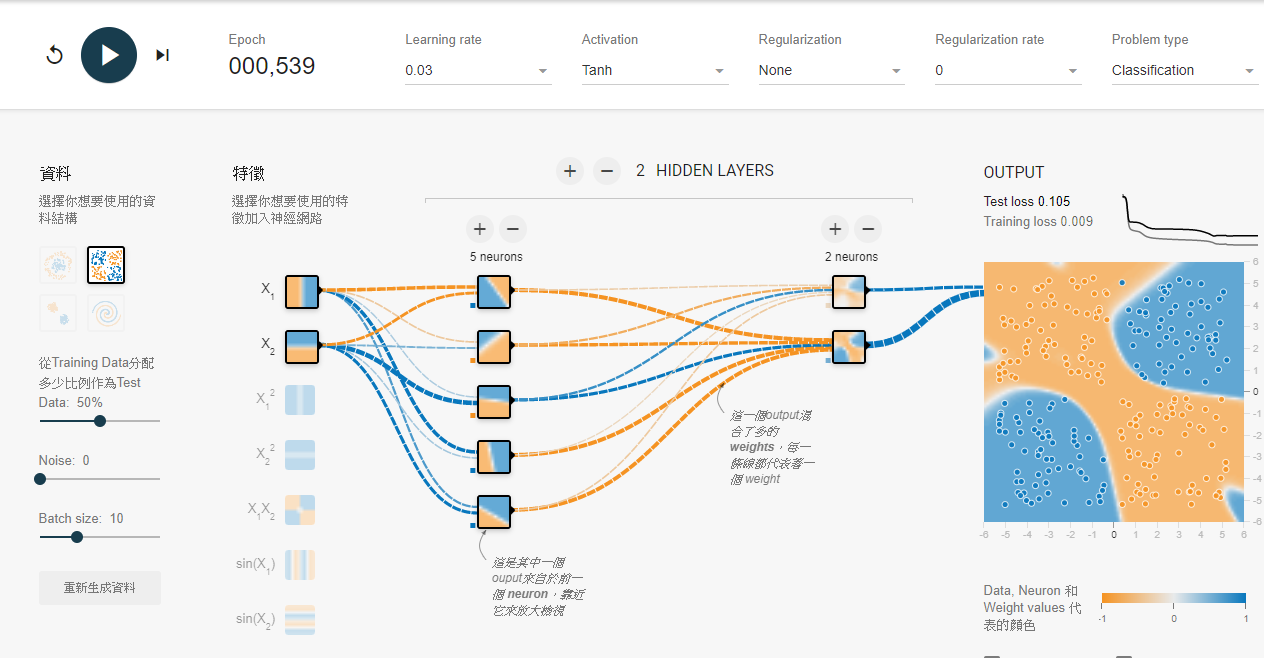 Epoch
000,539
Learning rate
0.03
Activation
Tanh
Regularization
None
Regularization rate
0
Problem type
Classification
資料
選擇你想要使用的資
料結構
從Training Data分配
多少比例作為Test
Data: 50%
Noise: 0
Batch size: 10
重新生成資料
特徵
選擇你想要使用的特
徵加入神經網路
X1
X2
X1²
X2²
X1X2
sin(X1)
sin(X2)
+ − 2 HIDDEN LAYERS
+ −
5 neurons
+ −
2 neurons
這是其中一個
ouput來自於前一
個 neuron，靠近
它來放大檢視
這一個output混
合了多的
weights，每一
條線都代表著一
個 weight
OUTPUT
Test loss 0.105
Training loss 0.009
6
5
4
3
2
1
0
-1
-2
-3
-4
-5
-6
-6 -5 -4 -3 -2 -1 0 1 2 3 4 5 6
Data, Neuron 和
Weight values 代
表的顏色
-1 0 1